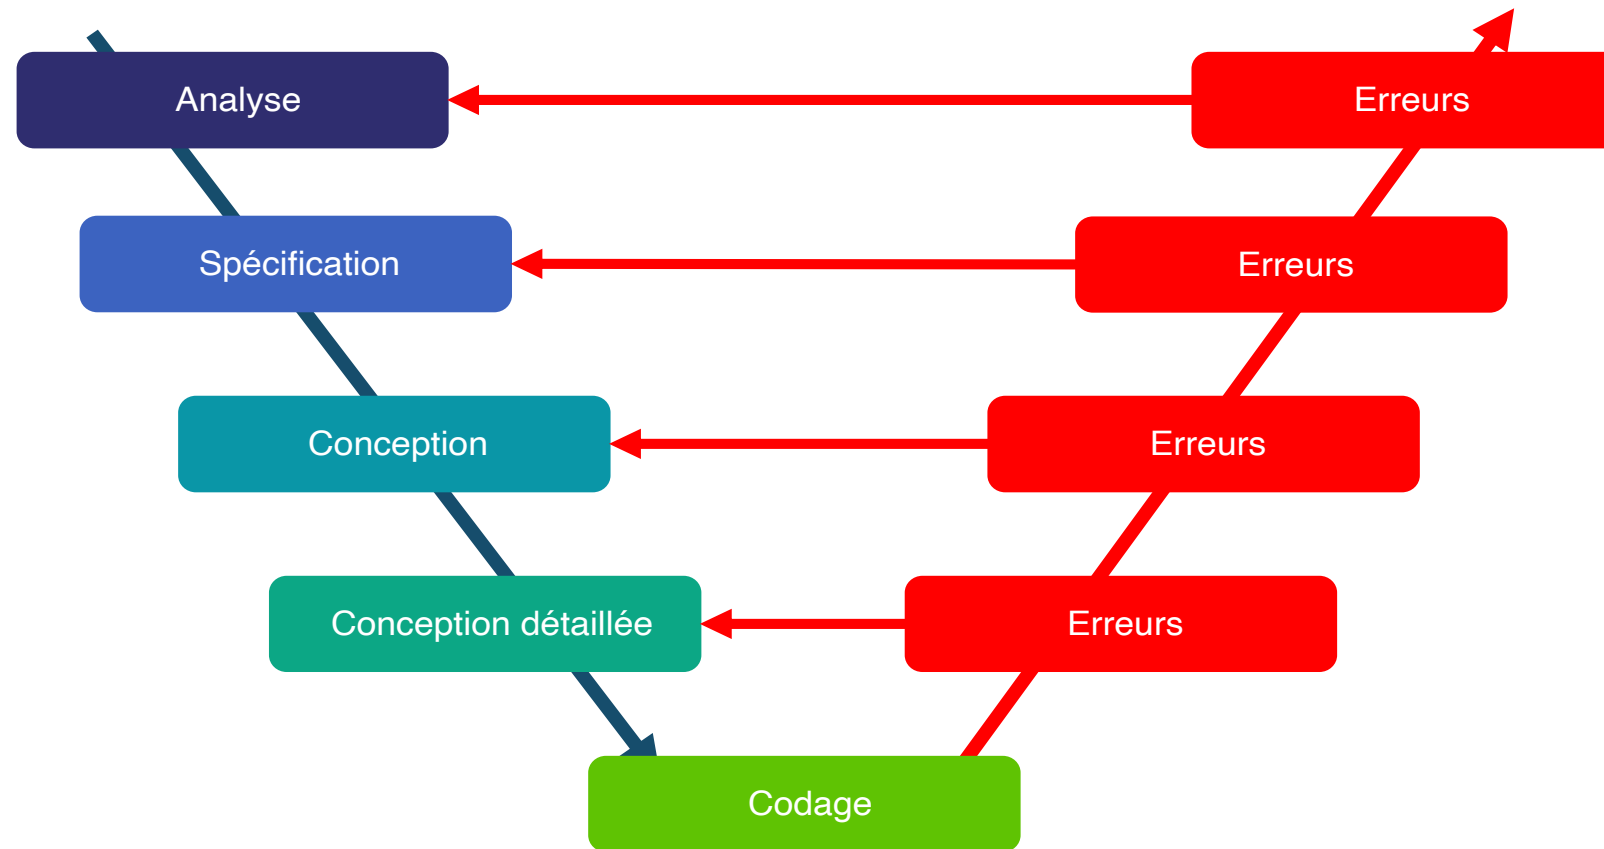 Analyse
Erreurs
Spécification
Erreurs
Conception
Erreurs
Conception détaillée
Erreurs
Codage